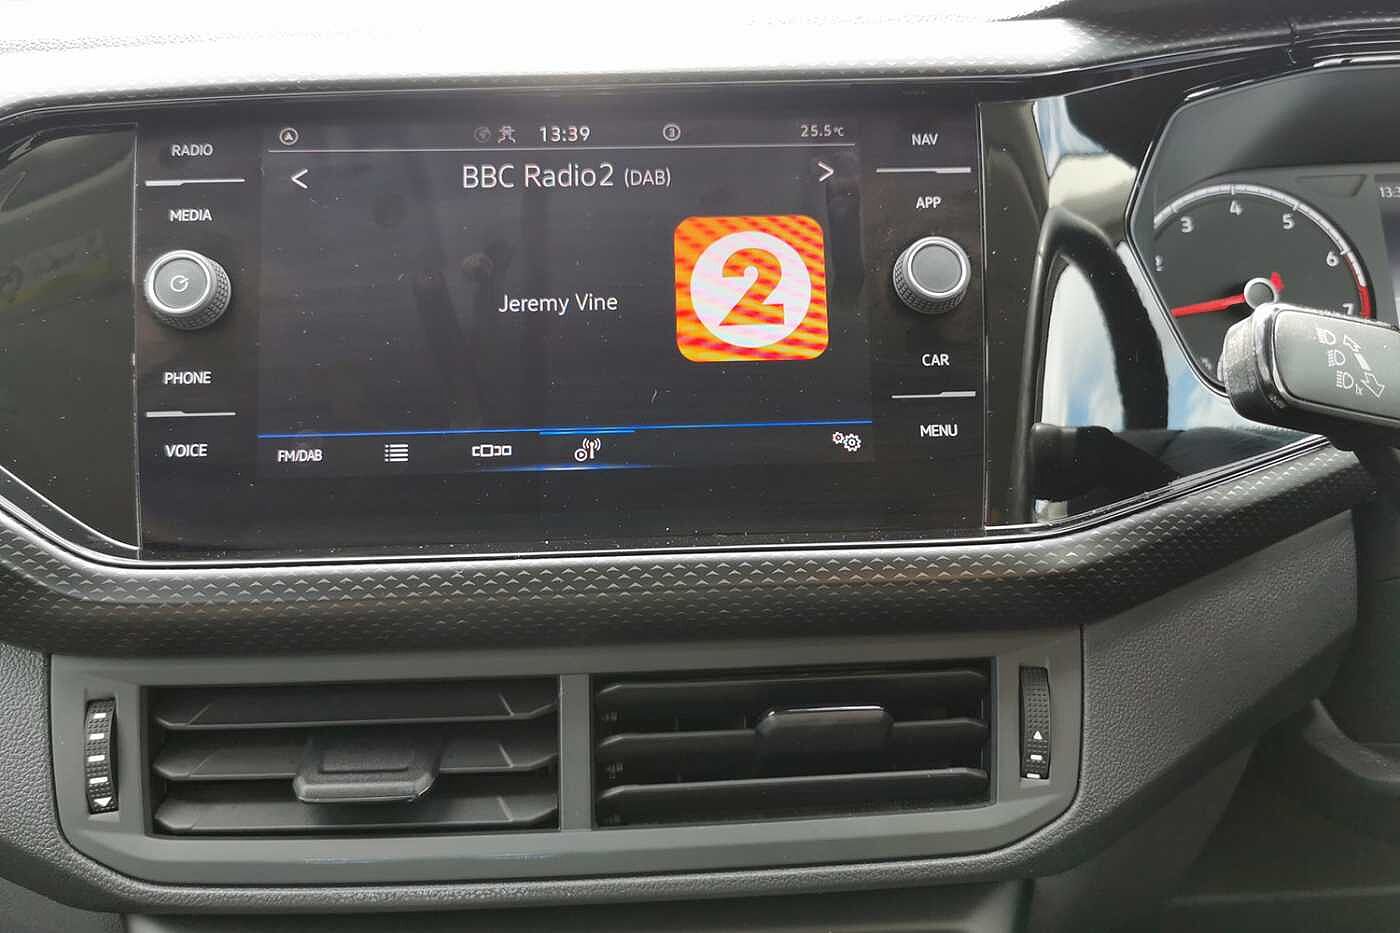 RADIO
MEDIA
PHONE
VOICE
13:39
3
25.5°C
< BBC Radio2 (DAB) >
Jeremy Vine
2
FM/DAB
NAV
APP
CAR
MENU
3
4
5
6
7